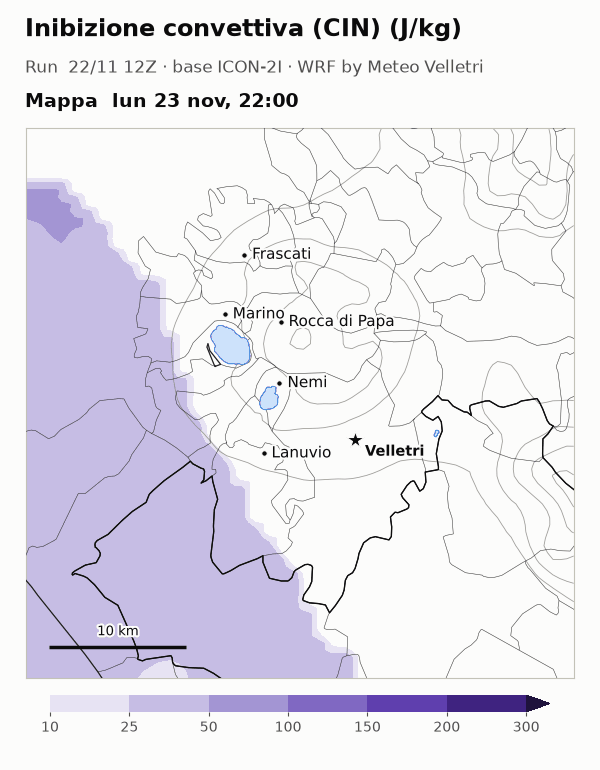 Inibizione convettiva (CIN) (J/kg)
Run  22/11 12Z · base ICON-2I · WRF by Meteo Velletri
Mappa  lun 23 nov, 22:00
Frascati
Marino
Rocca di Papa
Nemi
Velletri
Lanuvio
10 km
10 25 50 100 150 200 300